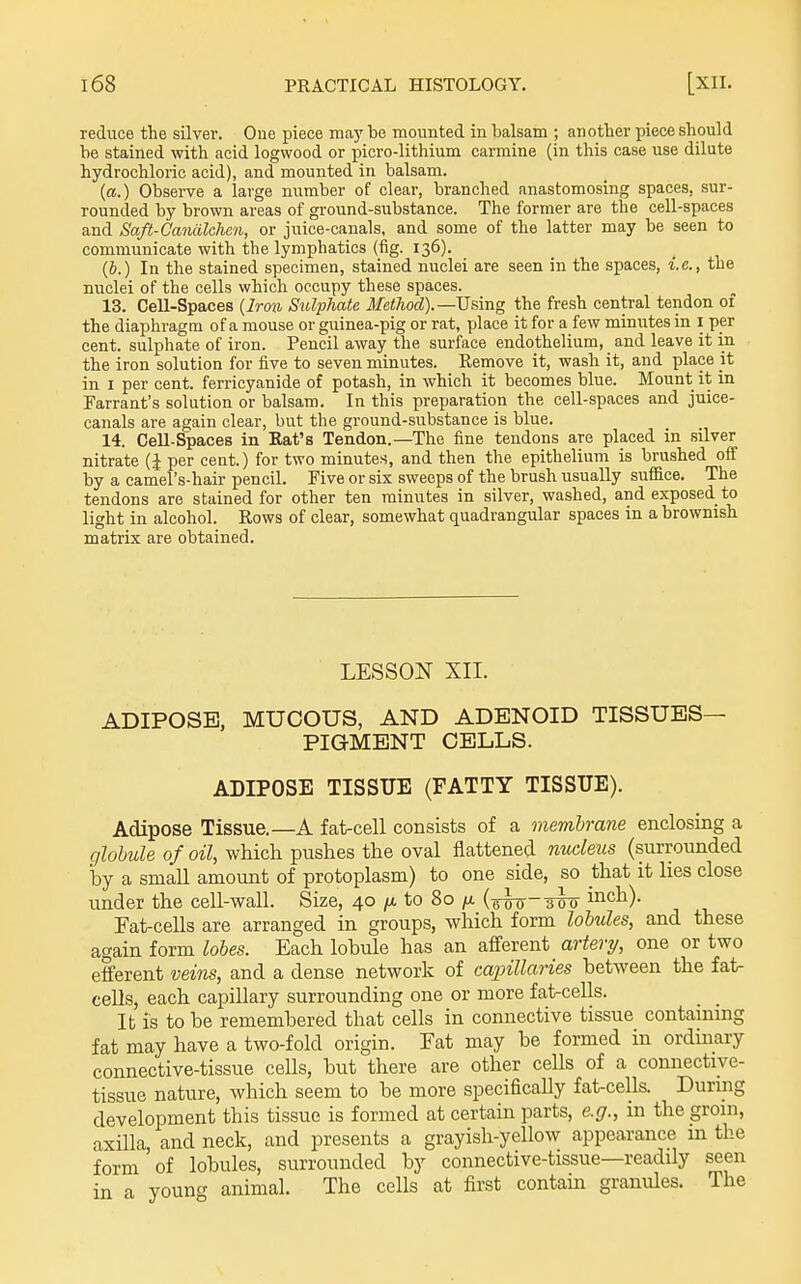 168 PRACTICAL HISTOLOGY. [XII.
reduce the silver. One piece may be mounted in balsam ; another piece should
be stained with acid logwood or picro-lithium carmine (in this case use dilute
hydrochloric acid), and mounted in balsam.
(a.) Observe a large number of clear, branched anastomosing spaces, sur-
rounded by brown areas of ground-substance. The former are the cell-spaces
and Saft-Canälchen, or juice-canals, and some of the latter may be seen to
communicate with the lymphatics (fig. 136).
(b.) In the stained specimen, stained nuclei are seen in the spaces, i.e., the
nuclei of the cells which occupy these spaces.
13. Cell-Spaces (Iron Sulphate Method).—Using the fresh central tendon of
the diaphragm of a mouse or guinea-pig or rat, place it for a few minutes in 1 per
cent. sulphate of iron. Pencil away the surface endothelium, and leave it in
the iron solution for five to seven minutes. Remove it, wash it, and place it
in 1 per cent. ferricyanide of potash, in which it becomes blue. Mount it in
Farrant's solution or balsam. In this preparation the cell-spaces and juice-
canals are again clear, but the ground-substance is blue.
14. Cell-Spaces in Rat's Tendon.—The fine tendons are placed in silver
nitrate (¼ per cent.) for two minutes, and then the epithelium is brushed off
by a camel's-hair pencil. Five or six sweeps of the brush usually suffice. The
tendons are stained for other ten minutes in silver, washed, and exposed to
light in alcohol. Rows of clear, somewhat quadrangular spaces in a brownish
matrix are obtained.
LESSON XII.
ADIPOSE, MUCOUS, AND ADENOID TISSUES—
PIGMENT CELLS.
ADIPOSE TISSUE (FATTY TISSUE).
Adipose Tissue.—A fat-cell consists of a membrane enclosing a
globule of oil, which pushes the oval flattened nucleus (surrounded
by a small amount of protoplasm) to one side, so that it lies close
under the cell-wall. Size, 40 µ to 80 µ (1/600–1/300 inch).
Fat-cells are arranged in groups, which form lobules, and these
again form lobes. Each lobule has an afferent artery, one or two
efferent veins, and a dense network of capillaries between the fat-
cells, each capillary surrounding one or more fat-cells.
It is to be remembered that cells in connective tissue containing
fat may have a two-fold origin. Fat may be formed in ordinary
connective-tissue cells, but there are other cells of a connective-
tissue nature, which seem to be more specifically fat-cells. During
development this tissue is formed at certain parts, e.g., in the groin,
axilla, and neck, and presents a grayish-yellow appearance in the
form of lobules, surrounded by connective-tissue—readily seen
in a young animal. The cells at first contain granules. The